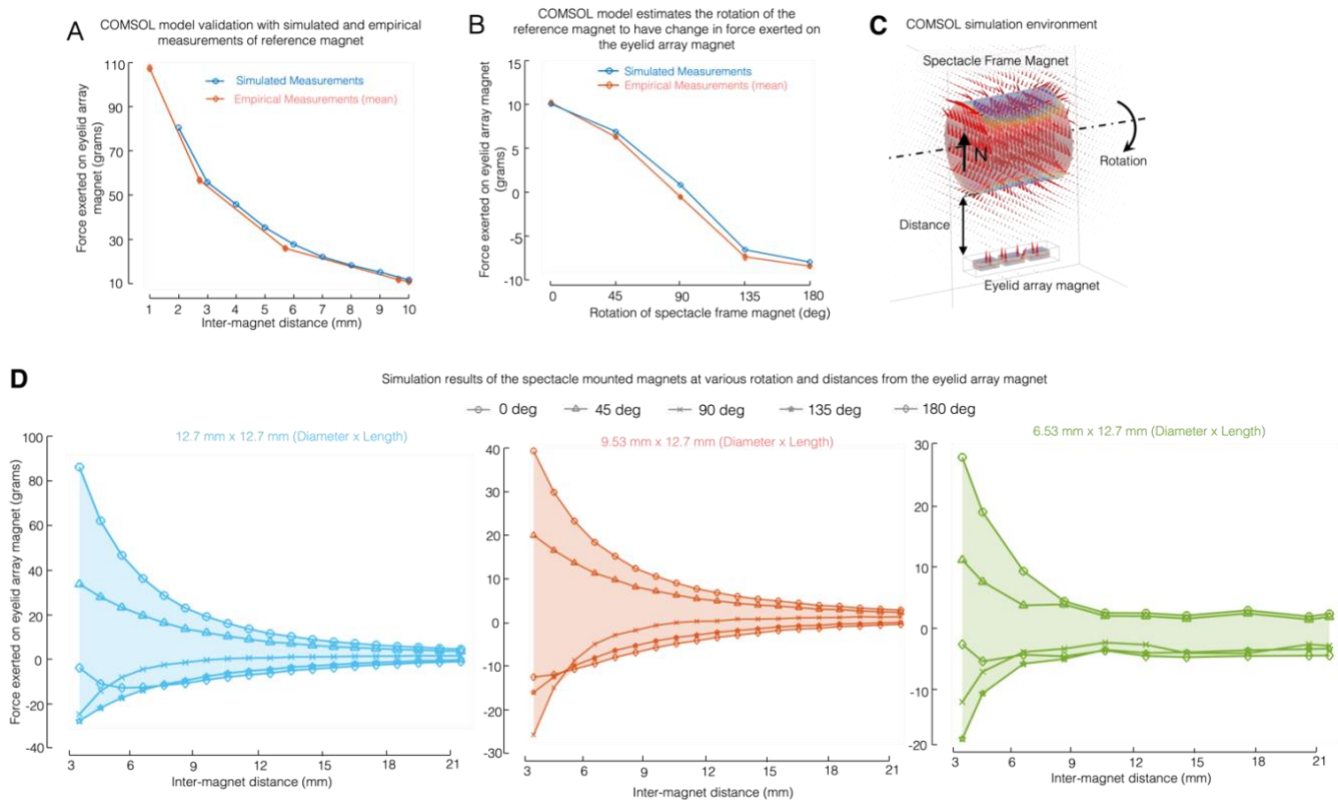 A
COMSOL model validation with simulated and empirical
measurements of reference magnet
Force exerted on eyelid array
magnet (grams)
110
90
70
50
30
10
Simulated Measurements
Empirical Measurements (mean)
1 2 3 4 5 6 7 8 9 10
Inter-magnet distance (mm)
B
COMSOL model estimates the rotation of the
reference magnet to have change in force exerted on
the eyelid array magnet
Force exerted on eyelid array magnet
(grams)
15
10
5
0
-5
-10
Simulated Measurements
Empirical Measurements (mean)
0 45 90 135 180
Rotation of spectacle frame magnet (deg)
C
COMSOL simulation environment
Spectacle Frame Magnet
N
Rotation
Distance
Eyelid array magnet
D
Simulation results of the spectacle mounted magnets at various rotation and distances from the eyelid array magnet
0 deg 45 deg 90 deg 135 deg 180 deg
12.7 mm x 12.7 mm (Diameter x Length)
Force exerted on eyelid array magnet (grams)
100
80
60
40
20
0
-20
-40
3 6 9 12 15 18 21
Inter-magnet distance (mm)
9.53 mm x 12.7 mm (Diameter x Length)
40
30
20
10
0
-10
-20
-30
3 6 9 12 15 18 21
Inter-magnet distance (mm)
6.53 mm x 12.7 mm (Diameter x Length)
30
20
10
0
-10
-20
3 6 9 12 15 18 21
Inter-magnet distance (mm)